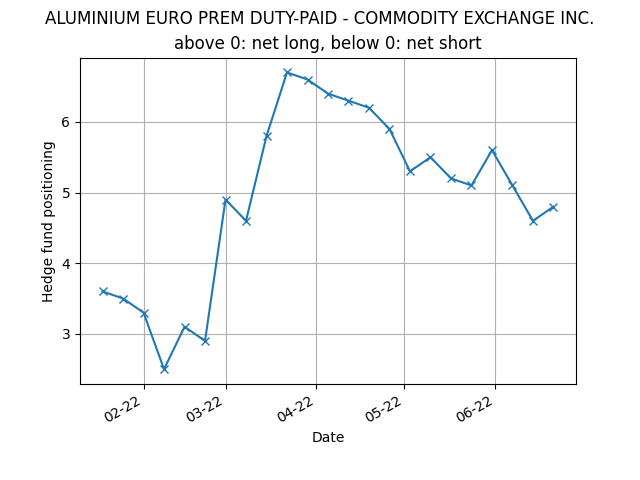 ALUMINIUM EURO PREM DUTY-PAID - COMMODITY EXCHANGE INC.
above 0: net long, below 0: net short
Hedge fund positioning
6
5
4
3
02-22
03-22
04-22
05-22
06-22
Date